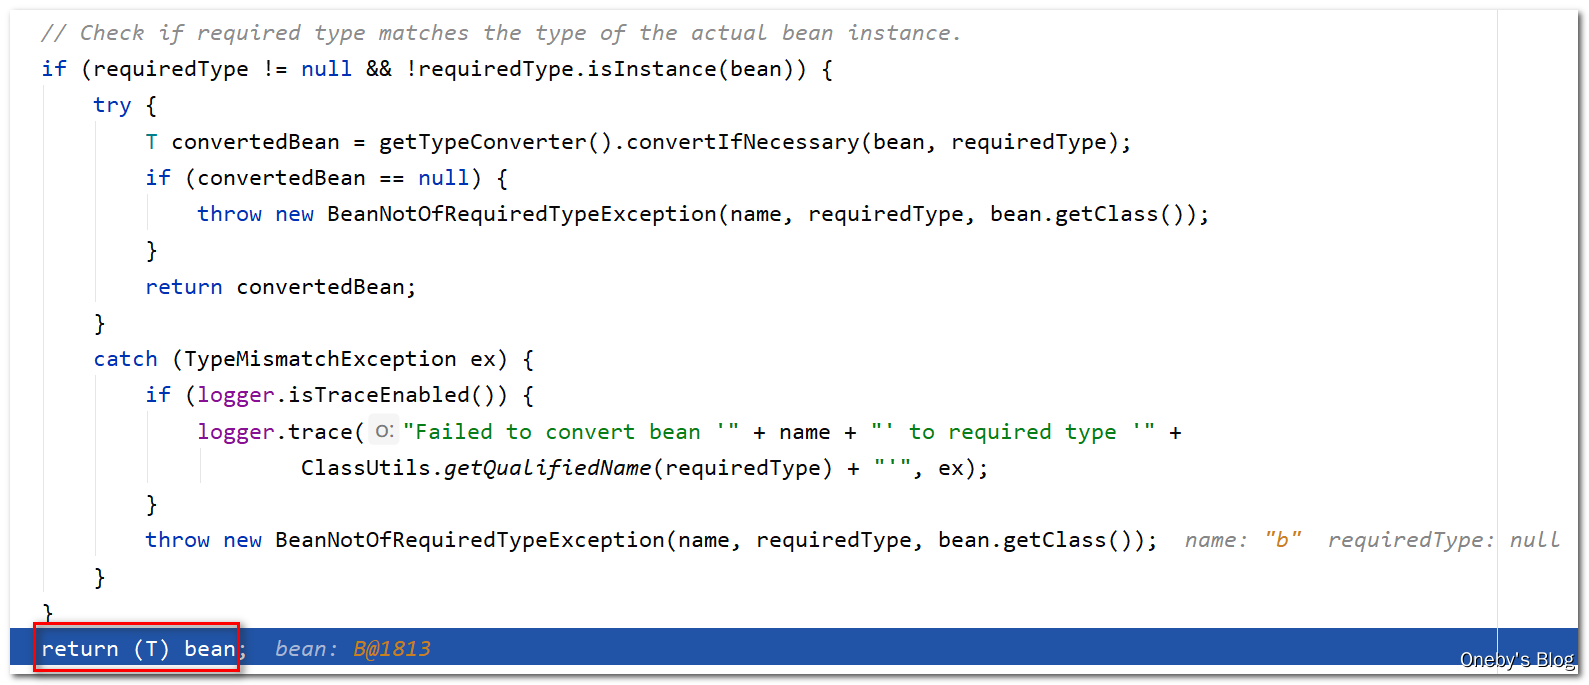 // Check if required type matches the type of the actual bean instance.
if (requiredType != null && !requiredType.isInstance(bean)) {
try {
T convertedBean = getTypeConverter().convertIfNecessary(bean, requiredType);
if (convertedBean == null) {
throw new BeanNotOfRequiredTypeException(name, requiredType, bean.getClass());
}
return convertedBean;
}
catch (TypeMismatchException ex) {
if (logger.isTraceEnabled()) {
logger.trace( o: "Failed to convert bean '" + name + "' to required type '" +
ClassUtils.getQualifiedName(requiredType) + "'", ex);
}
throw new BeanNotOfRequiredTypeException(name, requiredType, bean.getClass()); name: "b" requiredType: null
}
}
return (T) bean; bean: B@1813
Oneby's Blog